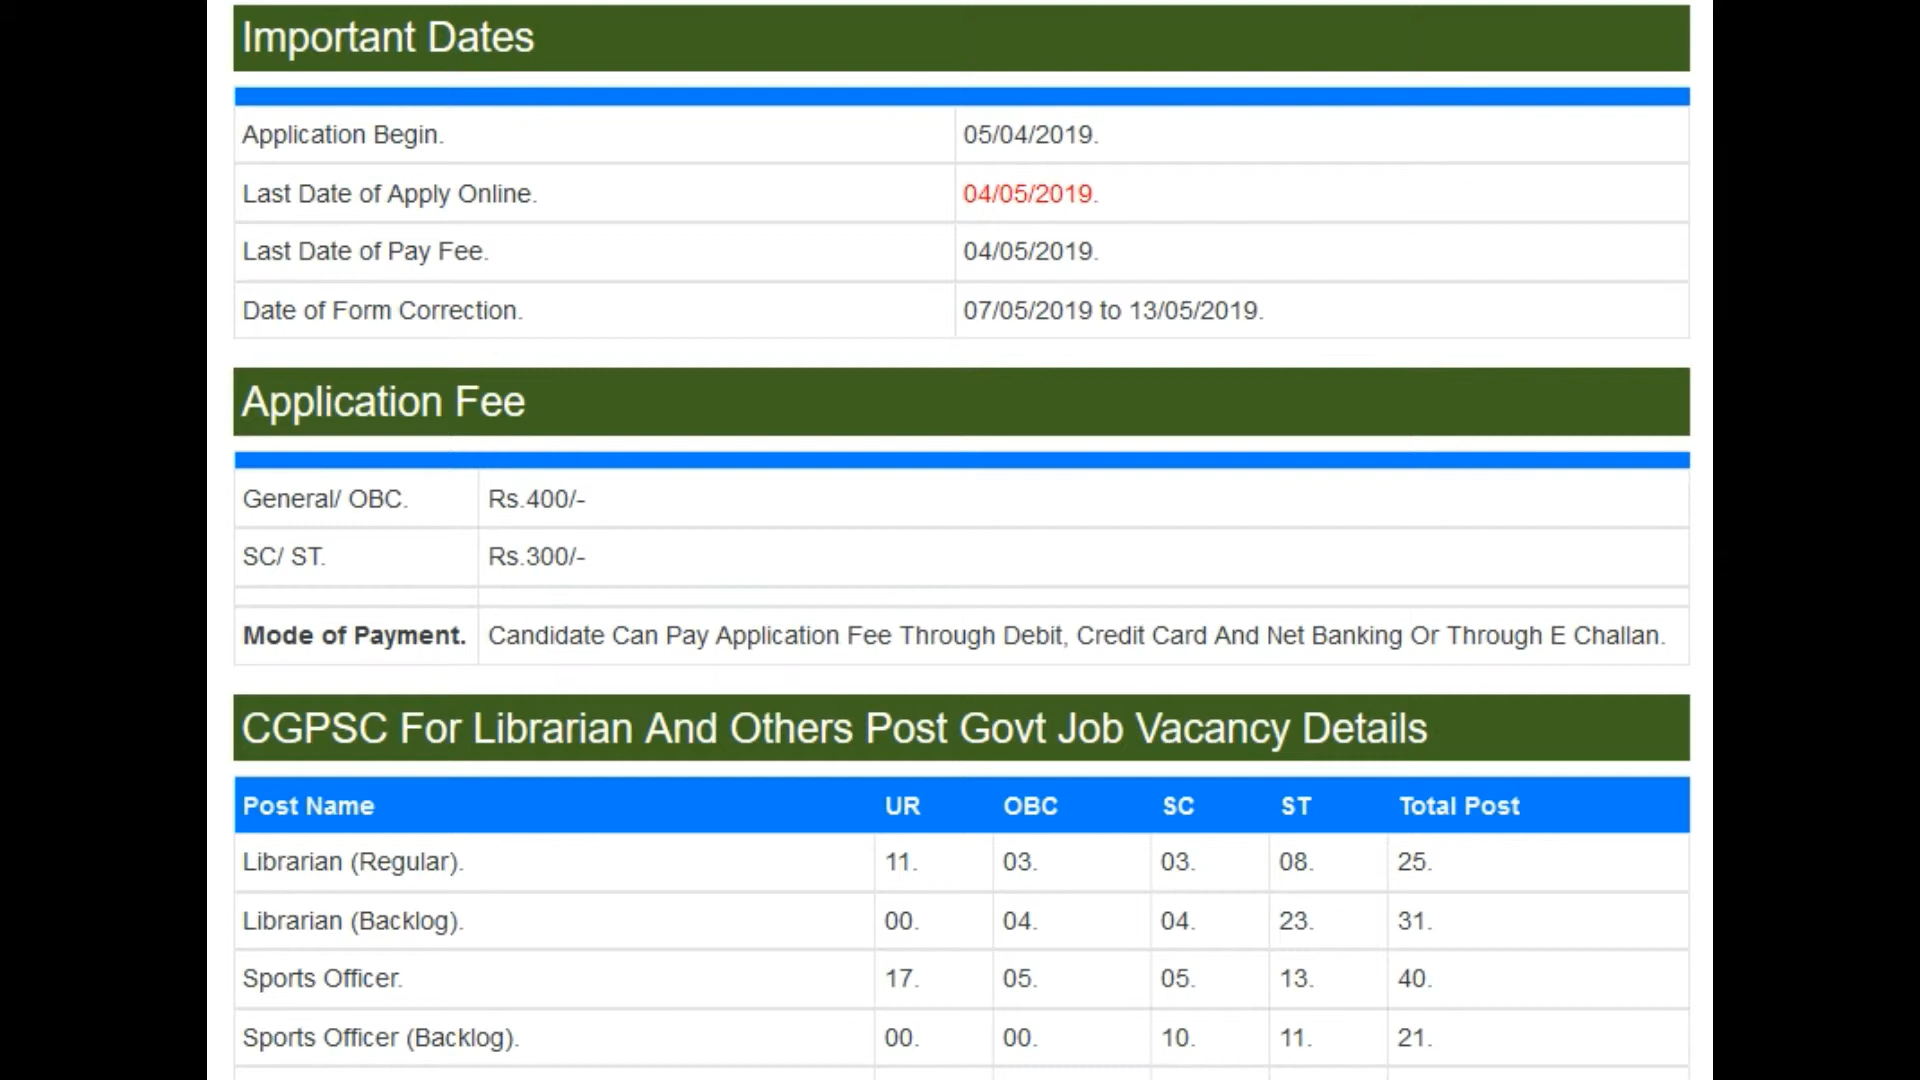 Important Dates
Application Begin. 05/04/2019.
Last Date of Apply Online. 04/05/2019.
Last Date of Pay Fee. 04/05/2019.
Date of Form Correction. 07/05/2019 to 13/05/2019.
Application Fee
General/ OBC. Rs.400/-
SC/ ST. Rs.300/-
Mode of Payment. Candidate Can Pay Application Fee Through Debit, Credit Card And Net Banking Or Through E Challan.
CGPSC For Librarian And Others Post Govt Job Vacancy Details
Post Name UR OBC SC ST Total Post
Librarian (Regular). 11. 03. 03. 08. 25.
Librarian (Backlog). 00. 04. 04. 23. 31.
Sports Officer. 17. 05. 05. 13. 40.
Sports Officer (Backlog). 00. 00. 10. 11. 21.